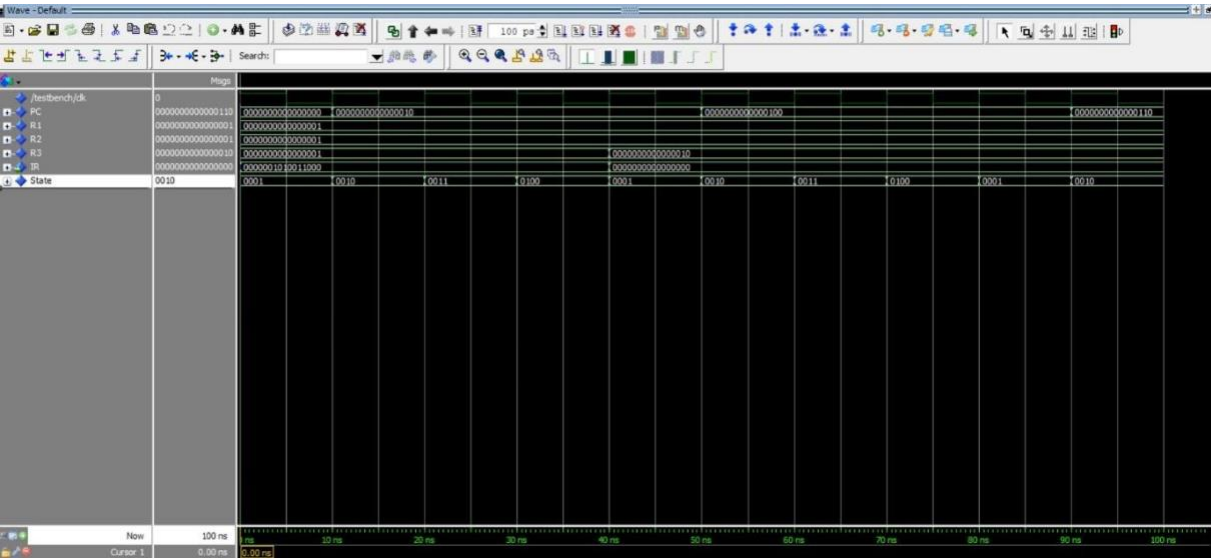 Wave - Default
100 ps
Search:
Msgs
/testbench/clk 0
PC 0000000000000110 0000000000000000 0000000000000010 0000000000000100 0000000000000110
R1 0000000000000001 0000000000000001
R2 0000000000000001 0000000000000001
R3 0000000000000010 0000000000000001 0000000000000010
IR 0000000000000000 0000001010011000 0000000000000000
State 0010 0001 0010 0011 0100 0001 0010 0011 0100 0001 0010
Now 100 ns ns 10 ns 20 ns 30 ns 40 ns 50 ns 60 ns 70 ns 80 ns 90 ns 100 ns
Cursor 1 0.00 ns 0.00 ns